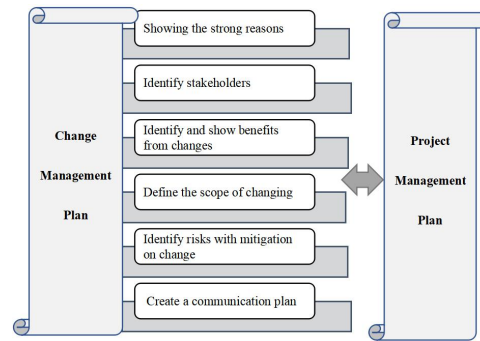 Change
Management
Plan
Showing the strong reasons
Identify stakeholders
Identify and show benefits
from changes
Define the scope of changing
Identify risks with mitigation
on change
Create a communication plan
Project
Management
Plan